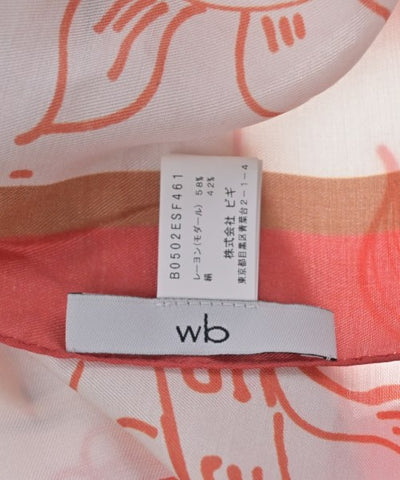 B0502ESF461
レーヨン(モダール) 58%
絹 42%
株式会社 ビギ
東京都目黒区青葉台2-1-4
wb